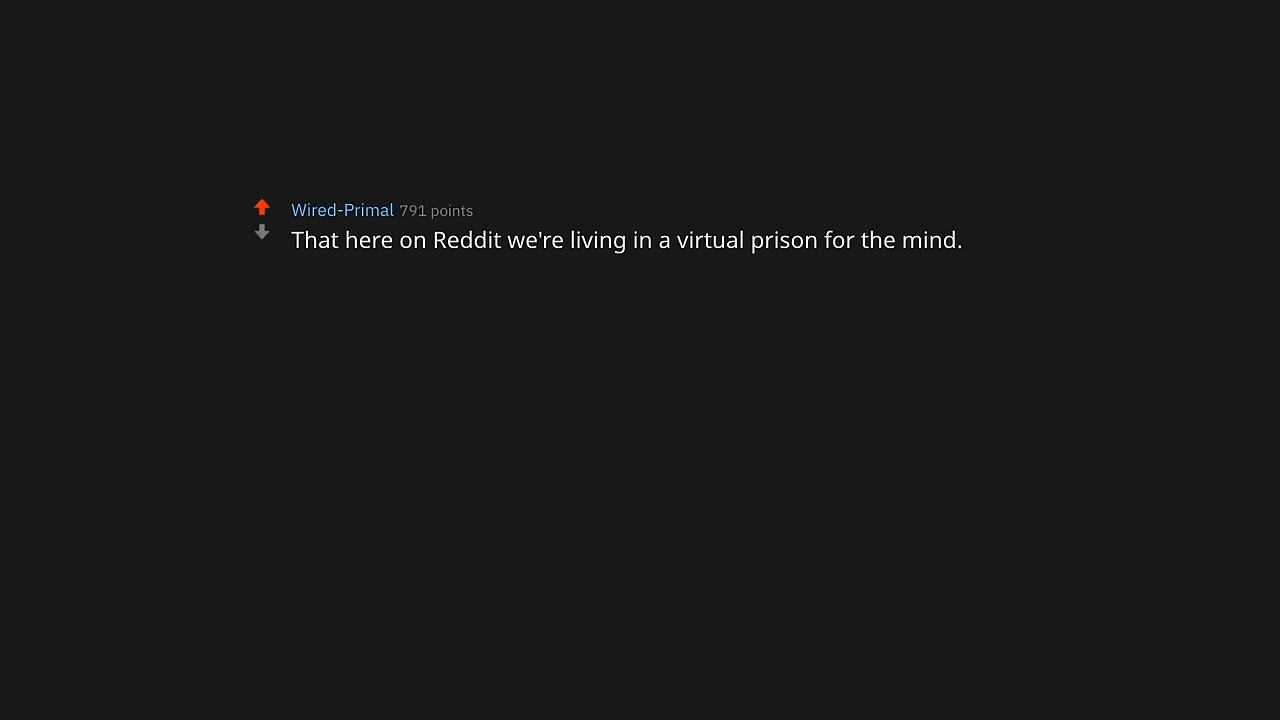 Wired-Primal 791 points
That here on Reddit we're living in a virtual prison for the mind.